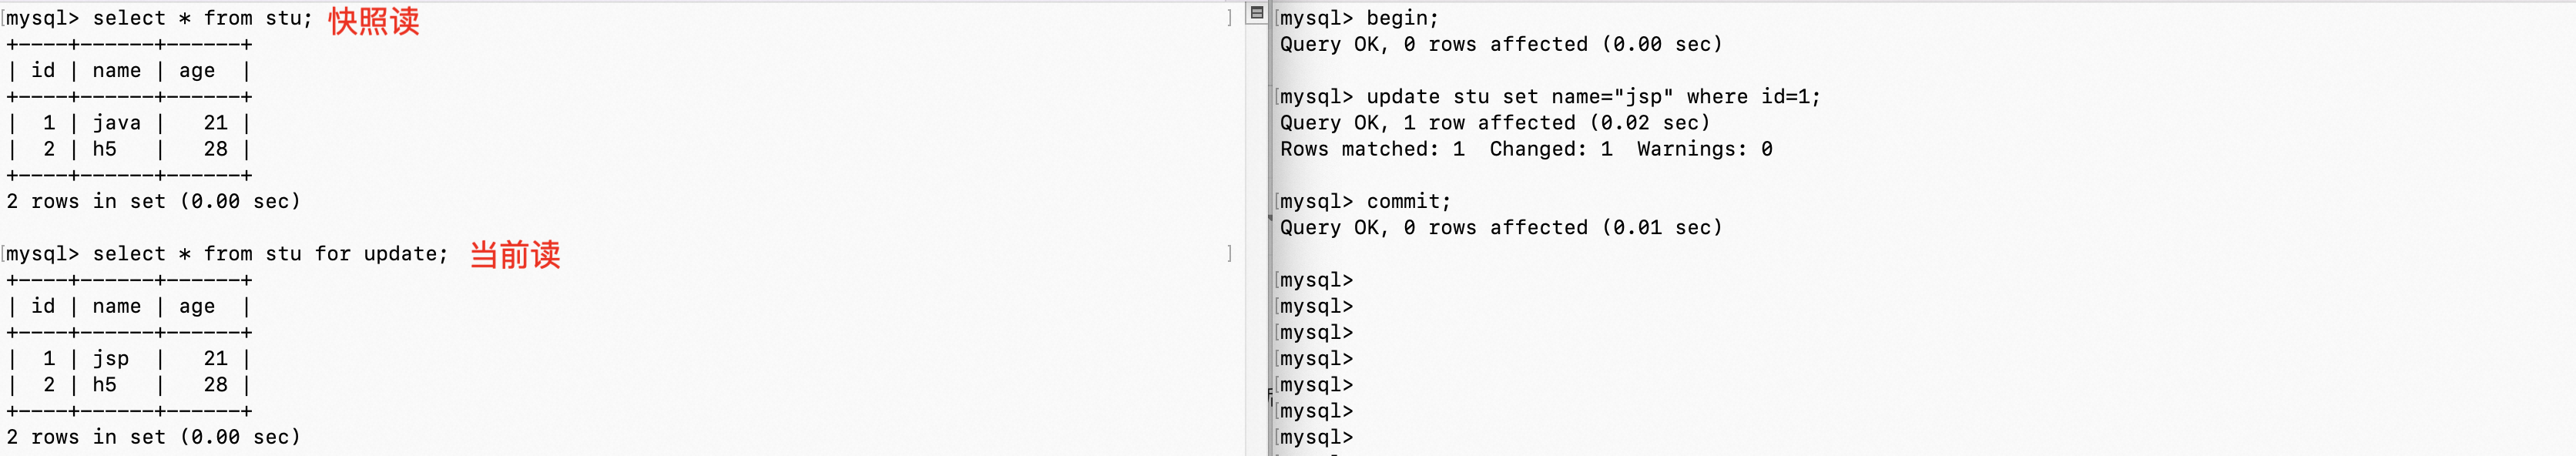 mysql> select * from stu; 快照读
+----+------+------+
| id | name | age  |
+----+------+------+
|  1 | java |   21 |
|  2 | h5   |   28 |
+----+------+------+
2 rows in set (0.00 sec)
mysql> select * from stu for update; 当前读
+----+------+------+
| id | name | age  |
+----+------+------+
|  1 | jsp  |   21 |
|  2 | h5   |   28 |
+----+------+------+
2 rows in set (0.00 sec)
mysql> begin;
Query OK, 0 rows affected (0.00 sec)
mysql> update stu set name="jsp" where id=1;
Query OK, 1 row affected (0.02 sec)
Rows matched: 1  Changed: 1  Warnings: 0
mysql> commit;
Query OK, 0 rows affected (0.01 sec)
mysql>
mysql>
mysql>
mysql>
mysql>
mysql>
mysql>